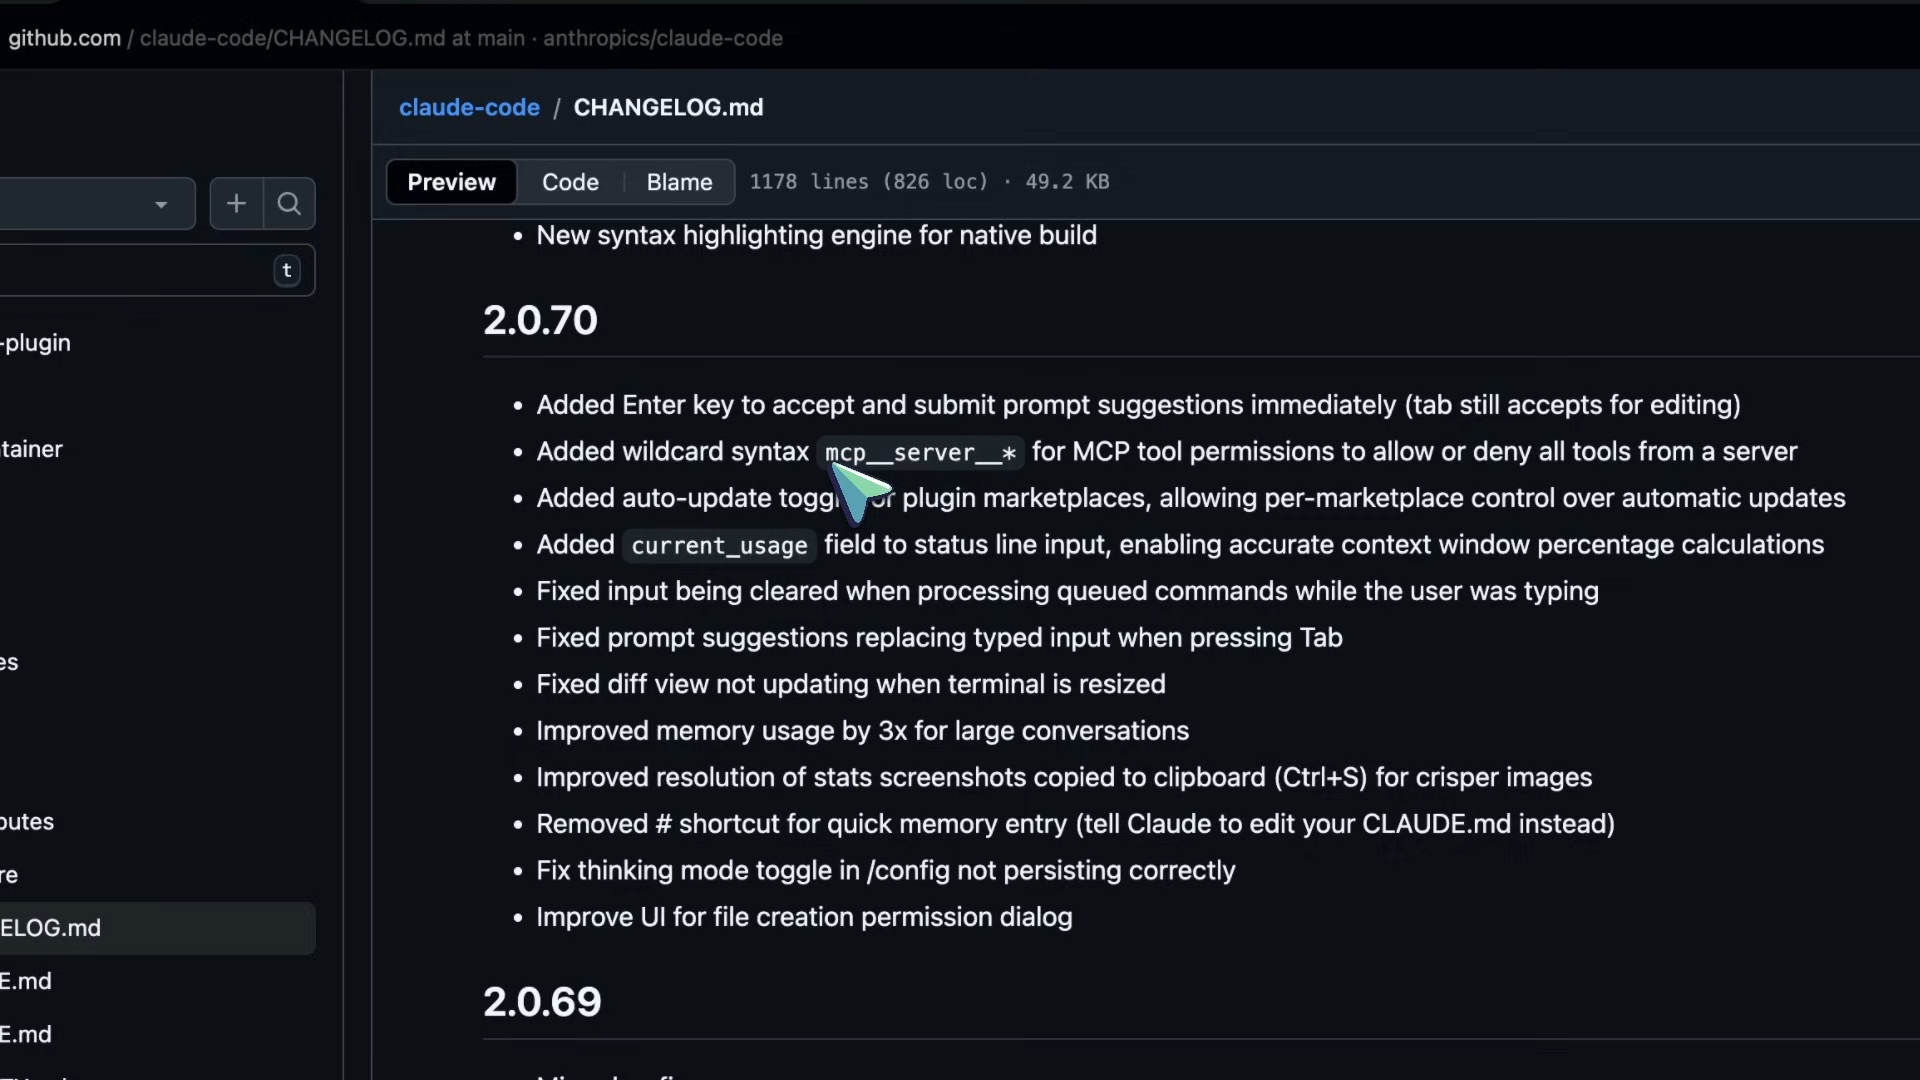 github.com / claude-code/CHANGELOG.md at main · anthropics/claude-code
claude-code / CHANGELOG.md
Preview Code Blame 1178 lines (826 loc) · 49.2 KB
t
-plugin
tainer
es
butes
re
ELOG.md
E.md
E.md
• New syntax highlighting engine for native build
2.0.70
• Added Enter key to accept and submit prompt suggestions immediately (tab still accepts for editing)
• Added wildcard syntax mcp__server__* for MCP tool permissions to allow or deny all tools from a server
• Added auto-update togg or plugin marketplaces, allowing per-marketplace control over automatic updates
• Added current_usage field to status line input, enabling accurate context window percentage calculations
• Fixed input being cleared when processing queued commands while the user was typing
• Fixed prompt suggestions replacing typed input when pressing Tab
• Fixed diff view not updating when terminal is resized
• Improved memory usage by 3x for large conversations
• Improved resolution of stats screenshots copied to clipboard (Ctrl+S) for crisper images
• Removed # shortcut for quick memory entry (tell Claude to edit your CLAUDE.md instead)
• Fix thinking mode toggle in /config not persisting correctly
• Improve UI for file creation permission dialog
2.0.69